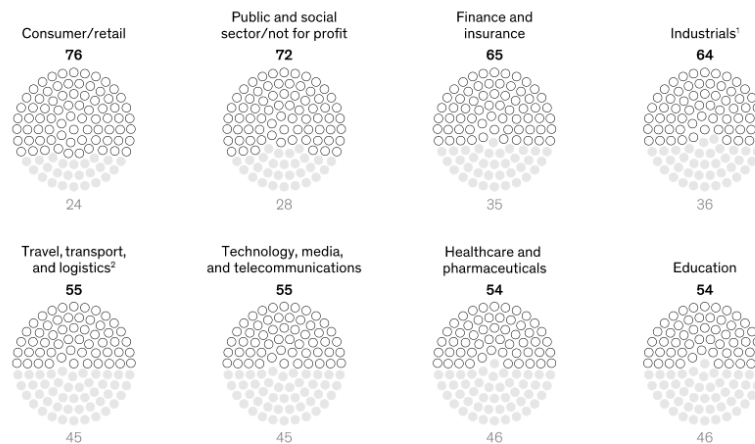 Consumer/retail
76
24
Public and social
sector/not for profit
72
28
Finance and
insurance
65
35
Industrials¹
64
36
Travel, transport,
and logistics²
55
45
Technology, media,
and telecommunications
55
45
Healthcare and
pharmaceuticals
54
46
Education
54
46